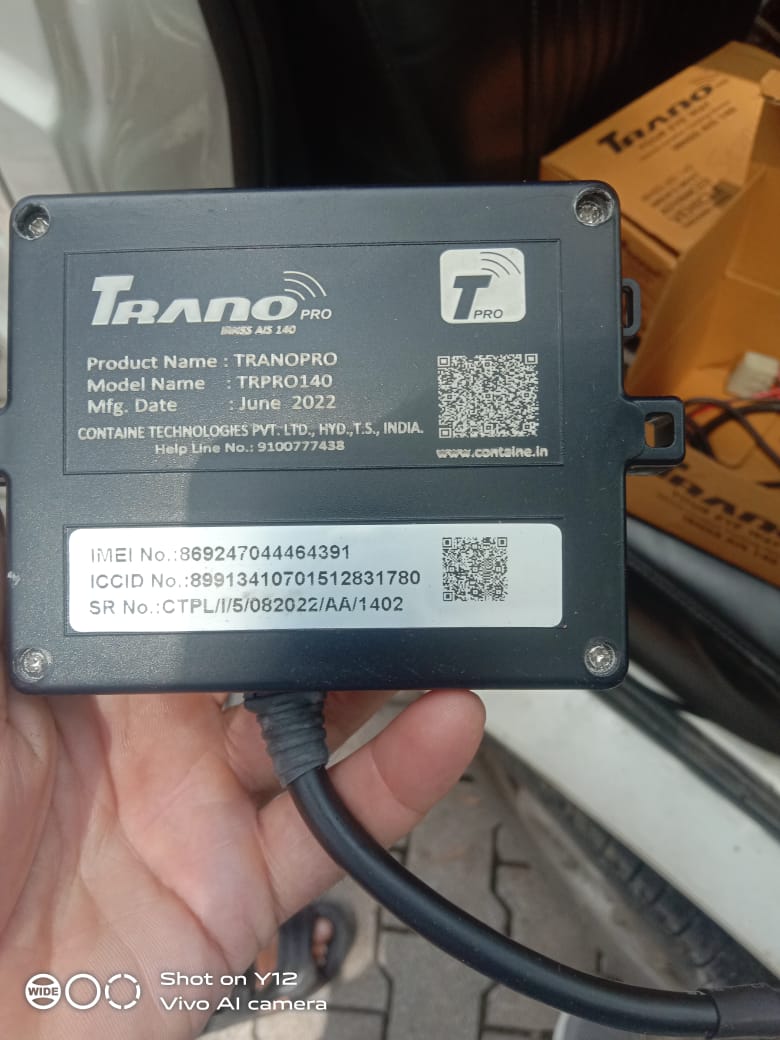 TRANO PRO
IRNSS AIS 140
T PRO
Product Name : TRANOPRO
Model Name : TRPRO140
Mfg. Date : June 2022
CONTAINE TECHNOLOGIES PVT. LTD., HYD.,T.S., INDIA.
Help Line No.: 9100777438
www.containe.in
IMEI No.:869247044464391
ICCID No.:89913410701512831780
SR No.:CTPL/I/5/082022/AA/1402
TRANO
TRANO
WIDE
Shot on Y12
Vivo AI camera